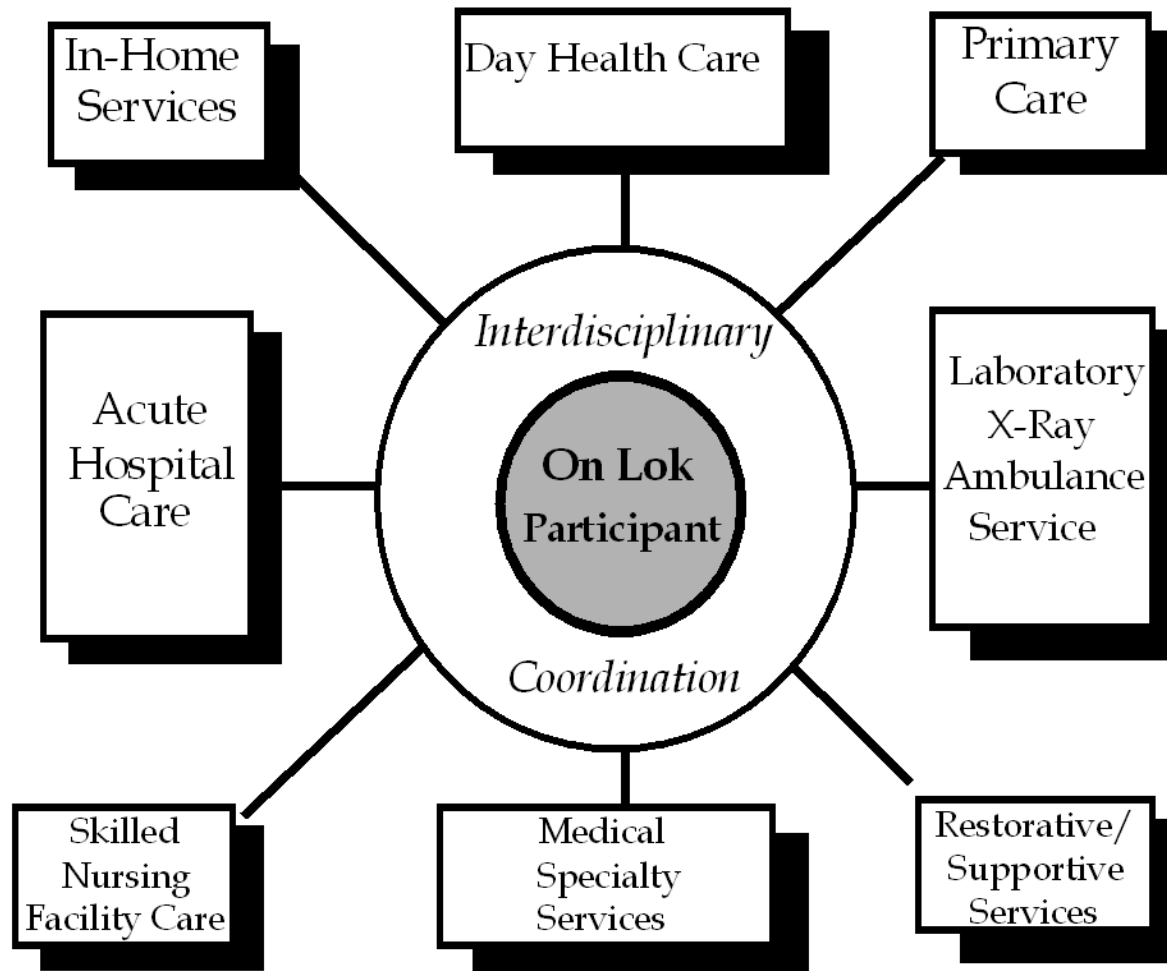 In-Home
Services
Day Health Care
Primary
Care
Interdisciplinary
Acute
Hospital
Care
On Lok
Participant
Laboratory
X-Ray
Ambulance
Service
Coordination
Skilled
Nursing
Facility Care
Medical
Specialty
Services
Restorative/
Supportive
Services